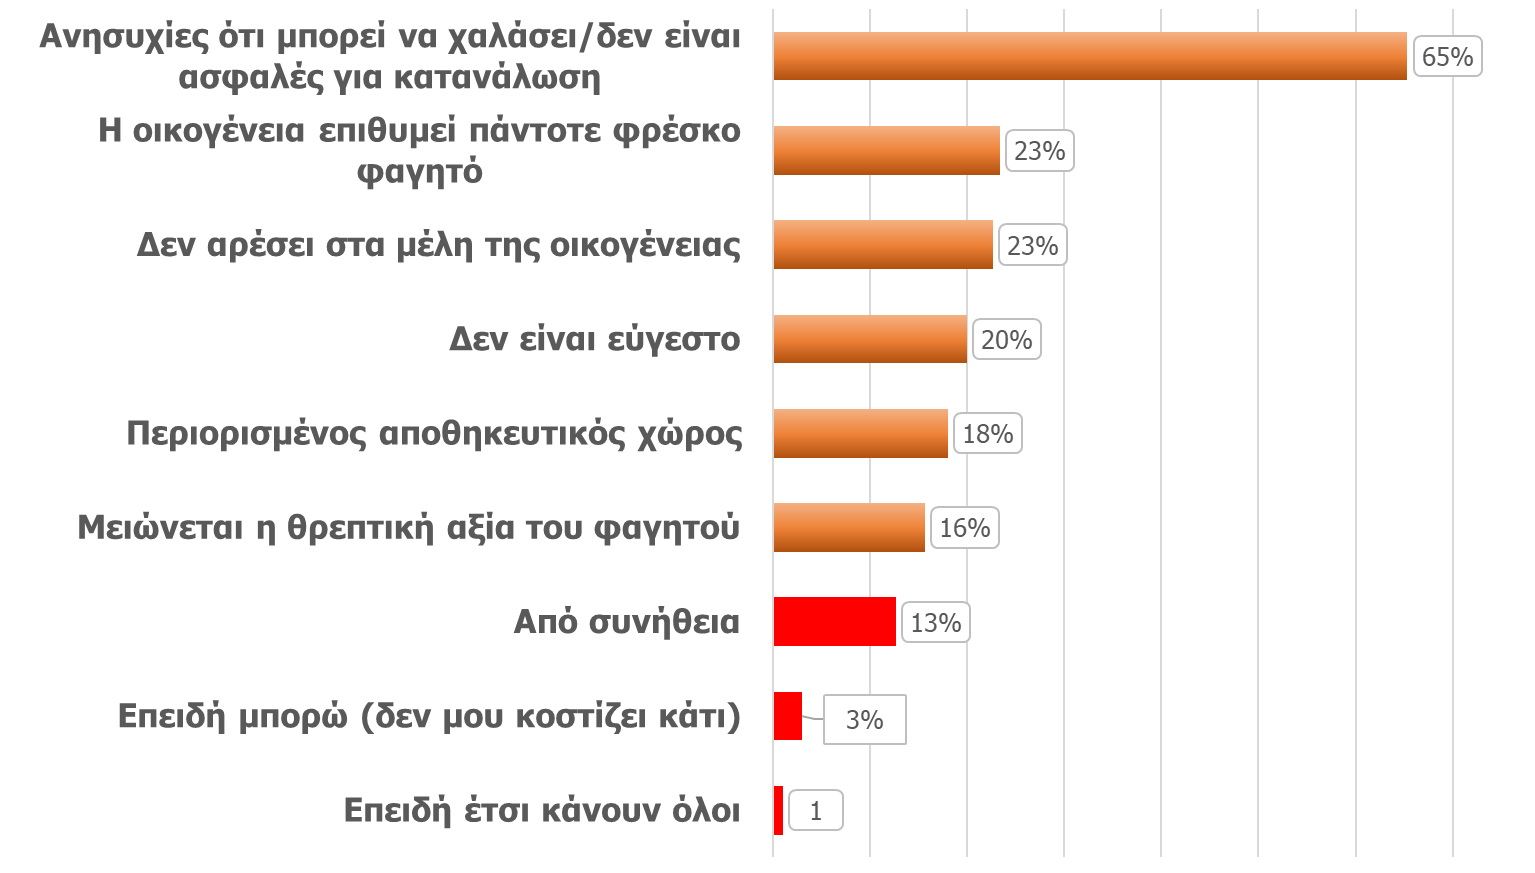 Ανησυχίες ότι μπορεί να χαλάσει/δεν είναι
ασφαλές για κατανάλωση
65%
Η οικογένεια επιθυμεί πάντοτε φρέσκο
φαγητό
23%
Δεν αρέσει στα μέλη της οικογένειας
23%
Δεν είναι εύγεστο
20%
Περιορισμένος αποθηκευτικός χώρος
18%
Μειώνεται η θρεπτική αξία του φαγητού
16%
Από συνήθεια
13%
Επειδή μπορώ (δεν μου κοστίζει κάτι)
3%
Επειδή έτσι κάνουν όλοι
1